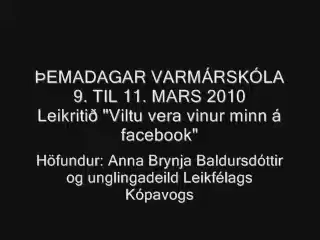 ÞEMADAGAR VARMÁRSKÓLA
9. TIL 11. MARS 2010
Leikritið "Viltu vera vinur minn á
facebook"
Höfundur: Anna Brynja Baldursdóttir
og unglingadeild Leikfélags
Kópavogs